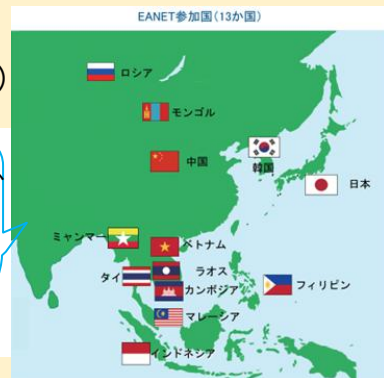 EANET参加国(13か国)
)
ロシア
モンゴル
中国
韓国
日本
ミャンマー
ベトナム
タイ
ラオス
カンボジア
フィリピン
マレーシア
インドネシア